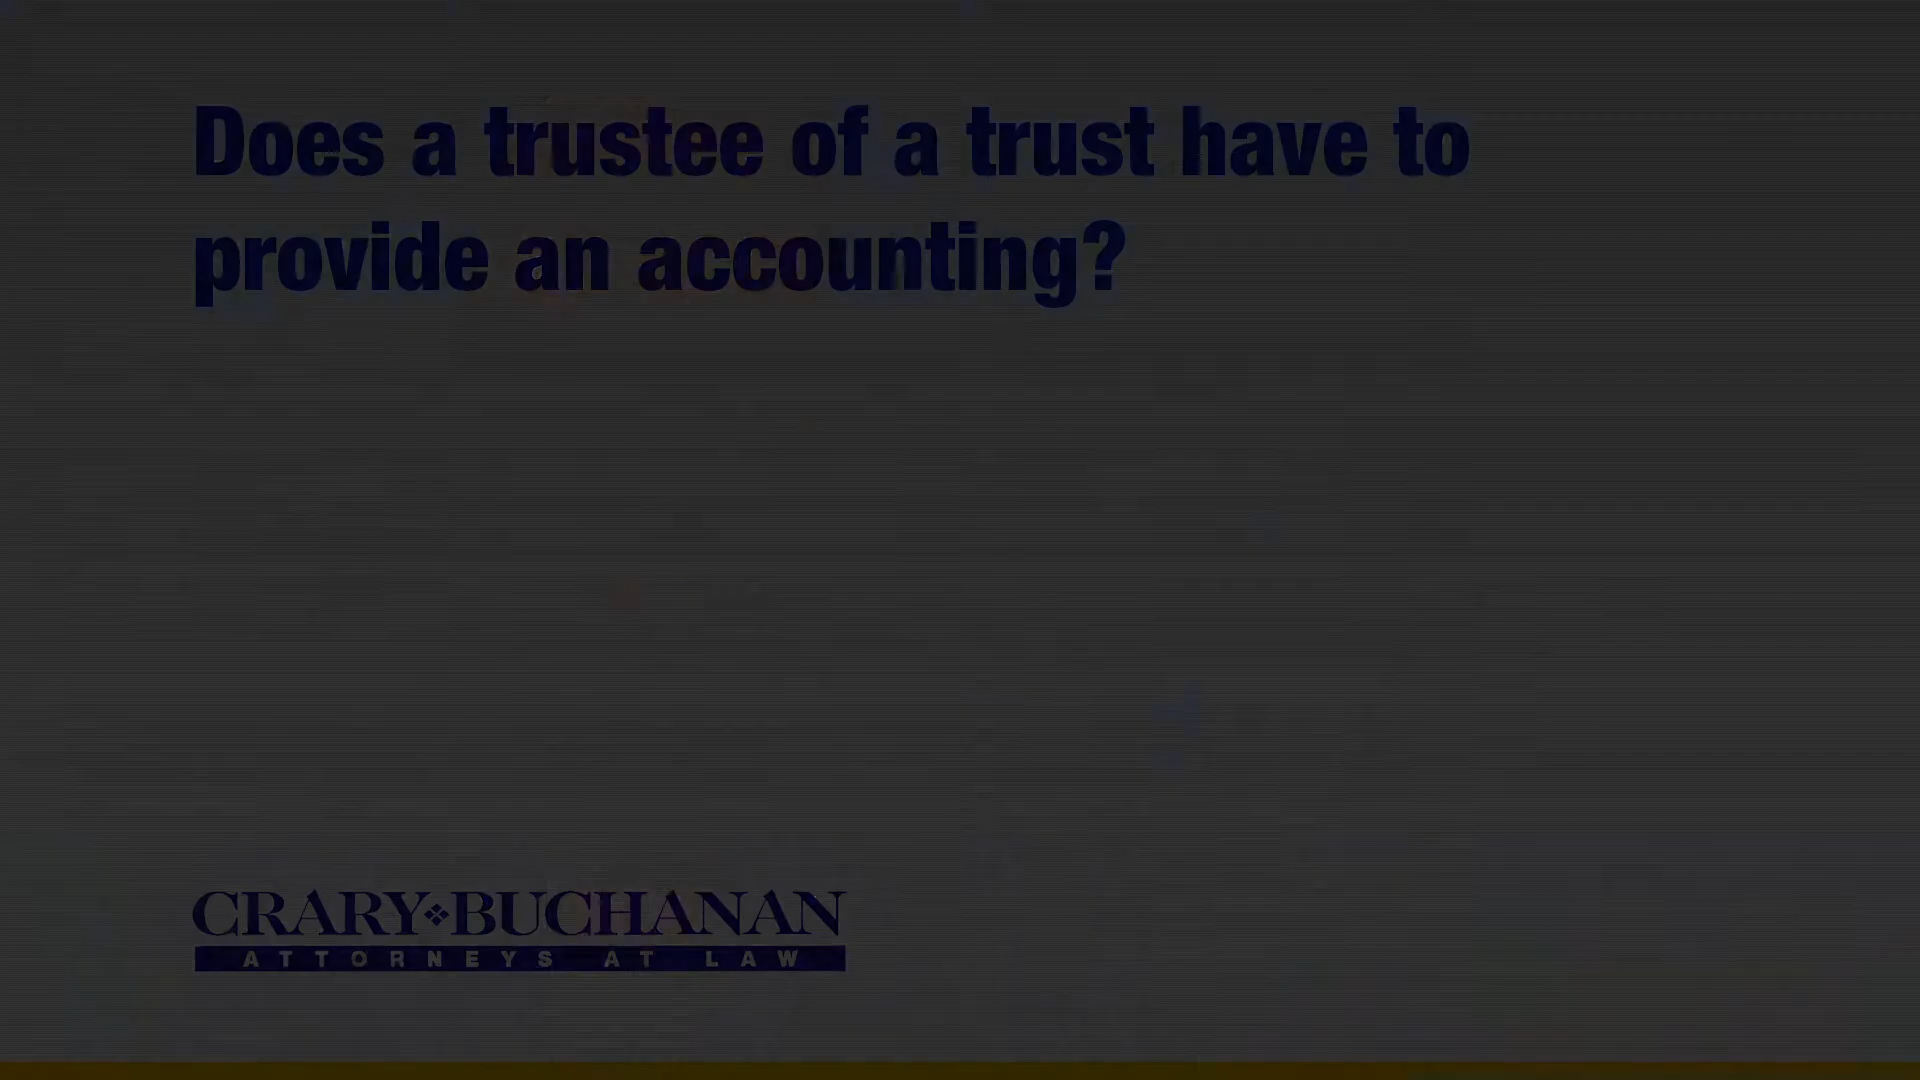 Does a trustee of a trust have to
provide an accounting?
CRARY BUCHANAN
ATTORNEYS AT LAW